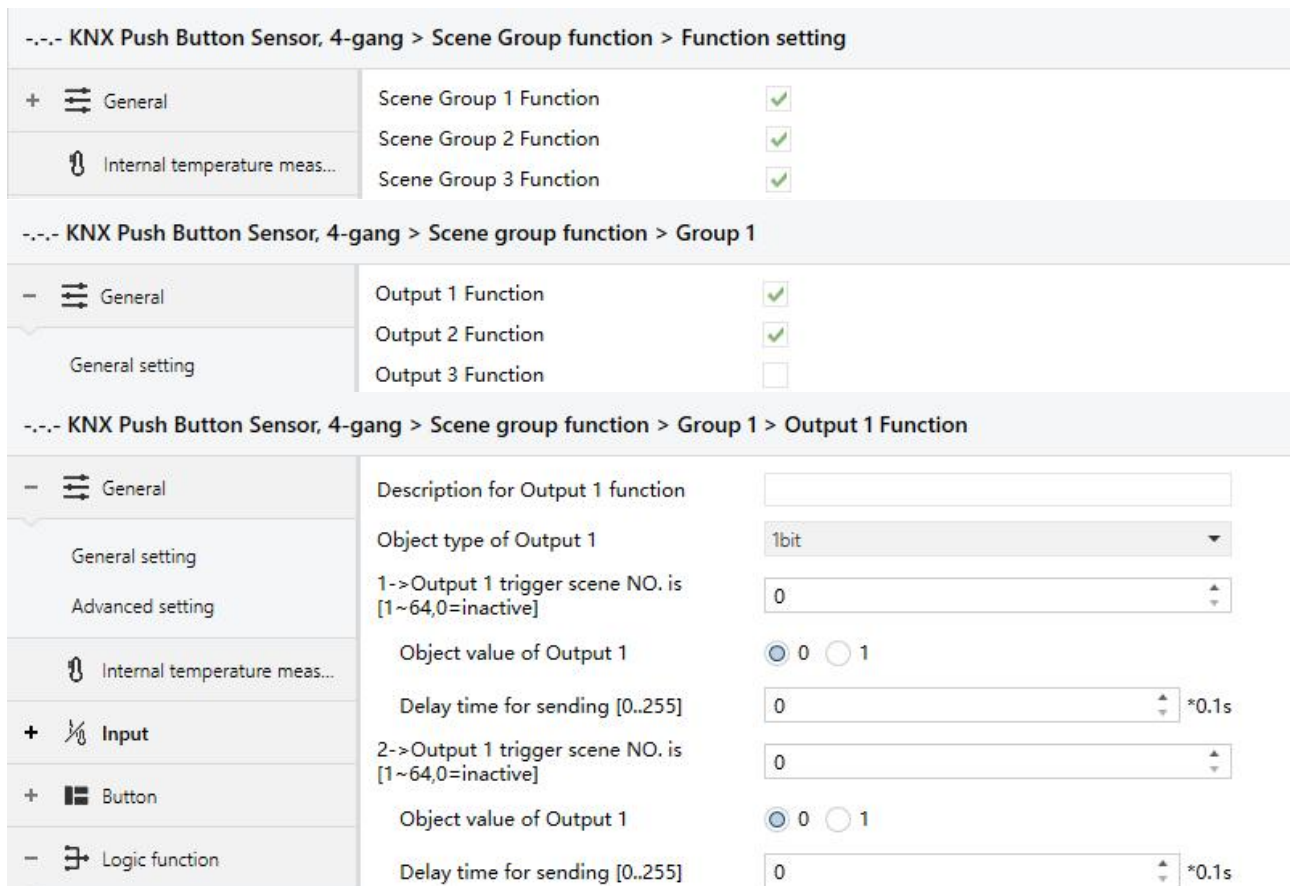 -.-.- KNX Push Button Sensor, 4-gang > Scene Group function > Function setting
+ General
Scene Group 1 Function
Scene Group 2 Function
Internal temperature meas...
Scene Group 3 Function
-.-.- KNX Push Button Sensor, 4-gang > Scene group function > Group 1
- General
Output 1 Function
Output 2 Function
General setting
Output 3 Function
-.-.- KNX Push Button Sensor, 4-gang > Scene group function > Group 1 > Output 1 Function
- General
Description for Output 1 function
General setting
Object type of Output 1
1bit
Advanced setting
1->Output 1 trigger scene NO. is
[1~64,0=inactive]
0
Internal temperature meas...
Object value of Output 1
0 1
+ Input
Delay time for sending [0..255]
0
*0.1s
2->Output 1 trigger scene NO. is
[1~64,0=inactive]
0
+ Button
Object value of Output 1
0 1
- Logic function
Delay time for sending [0..255]
0
*0.1s